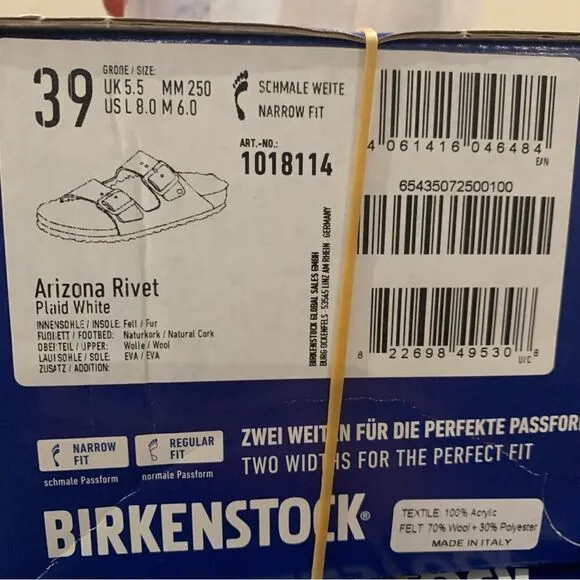 39
GRÖßE / SIZE:
UK 5.5 MM 250
US L 8.0 M 6.0
SCHMALE WEITE
NARROW FIT
ART.-NO.:
1018114
4 061416 046484
EAN
65435072500100
8 22698 49530 8
UPC
BIRKENSTOCK GLOBAL SALES GMBH
BURG OCKENFELS · 53545 LINZ AM RHEIN GERMANY
Arizona Rivet
Plaid White
INNENSOHLE / INSOLE: Fell / Fur
FUßBETT / FOOTBED: Naturkork / Natural Cork
OBERTEIL / UPPER: Wolle / Wool
LAUFSOHLE / SOLE: EVA / EVA
ZUSATZ / ADDITION:
NARROW
FIT
schmale Passform
REGULAR
FIT
normale Passform
ZWEI WEITEN FÜR DIE PERFEKTE PASSFOR
TWO WIDTHS FOR THE PERFECT FIT
BIRKENSTOCK®
TEXTILE: 100% Acrylic
FELT: 70% Wool + 30% Polyester
MADE IN ITALY